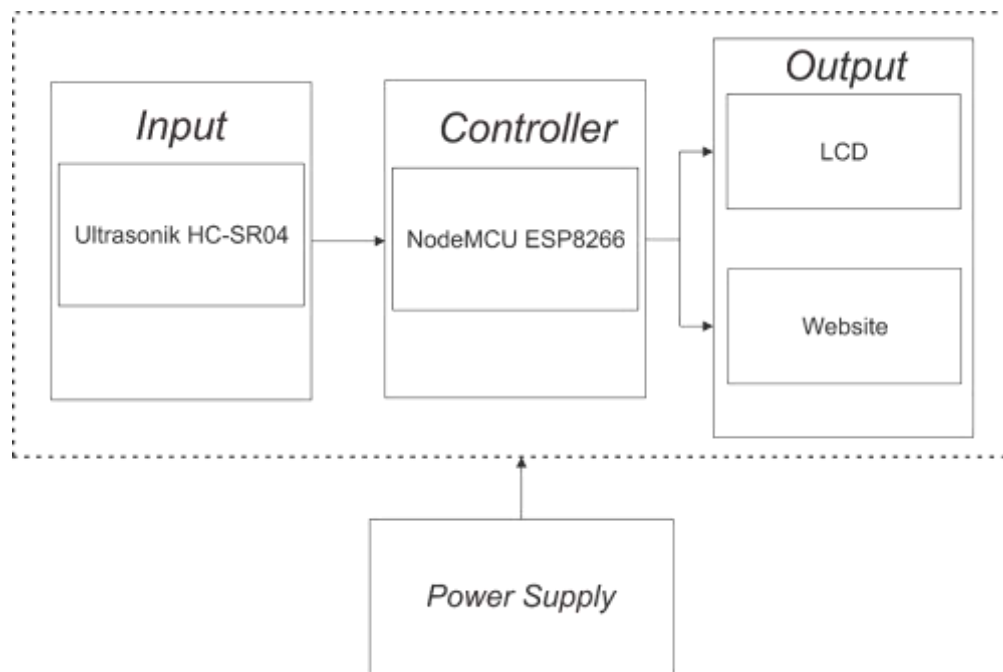 Input
Ultrasonik HC-SR04
Controller
NodeMCU ESP8266
Output
LCD
Website
Power Supply